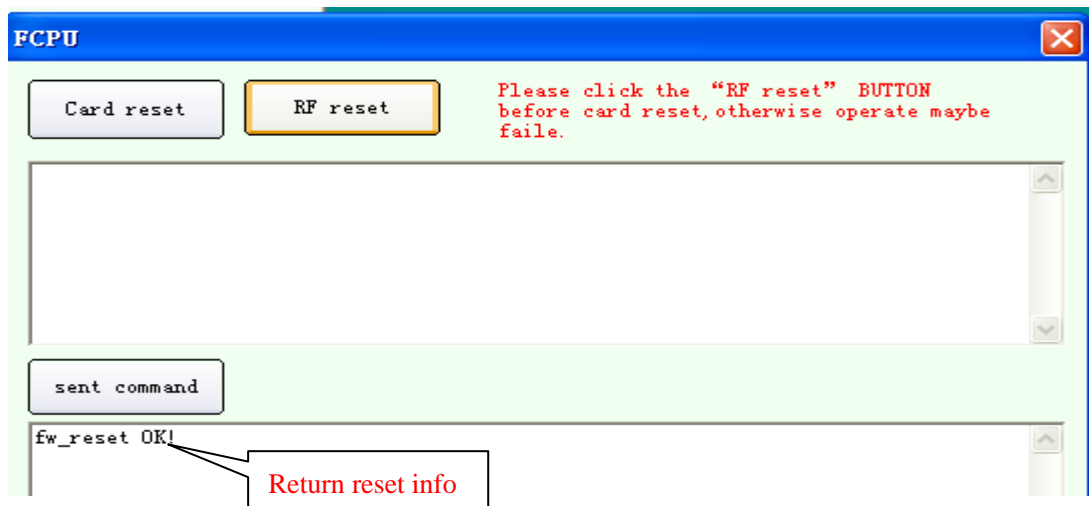 FCPU
Card reset
RF reset
Please click the “RF reset” BUTTON
before card reset,otherwise operate maybe
faile.
sent command
fw_reset OK!
Return reset info